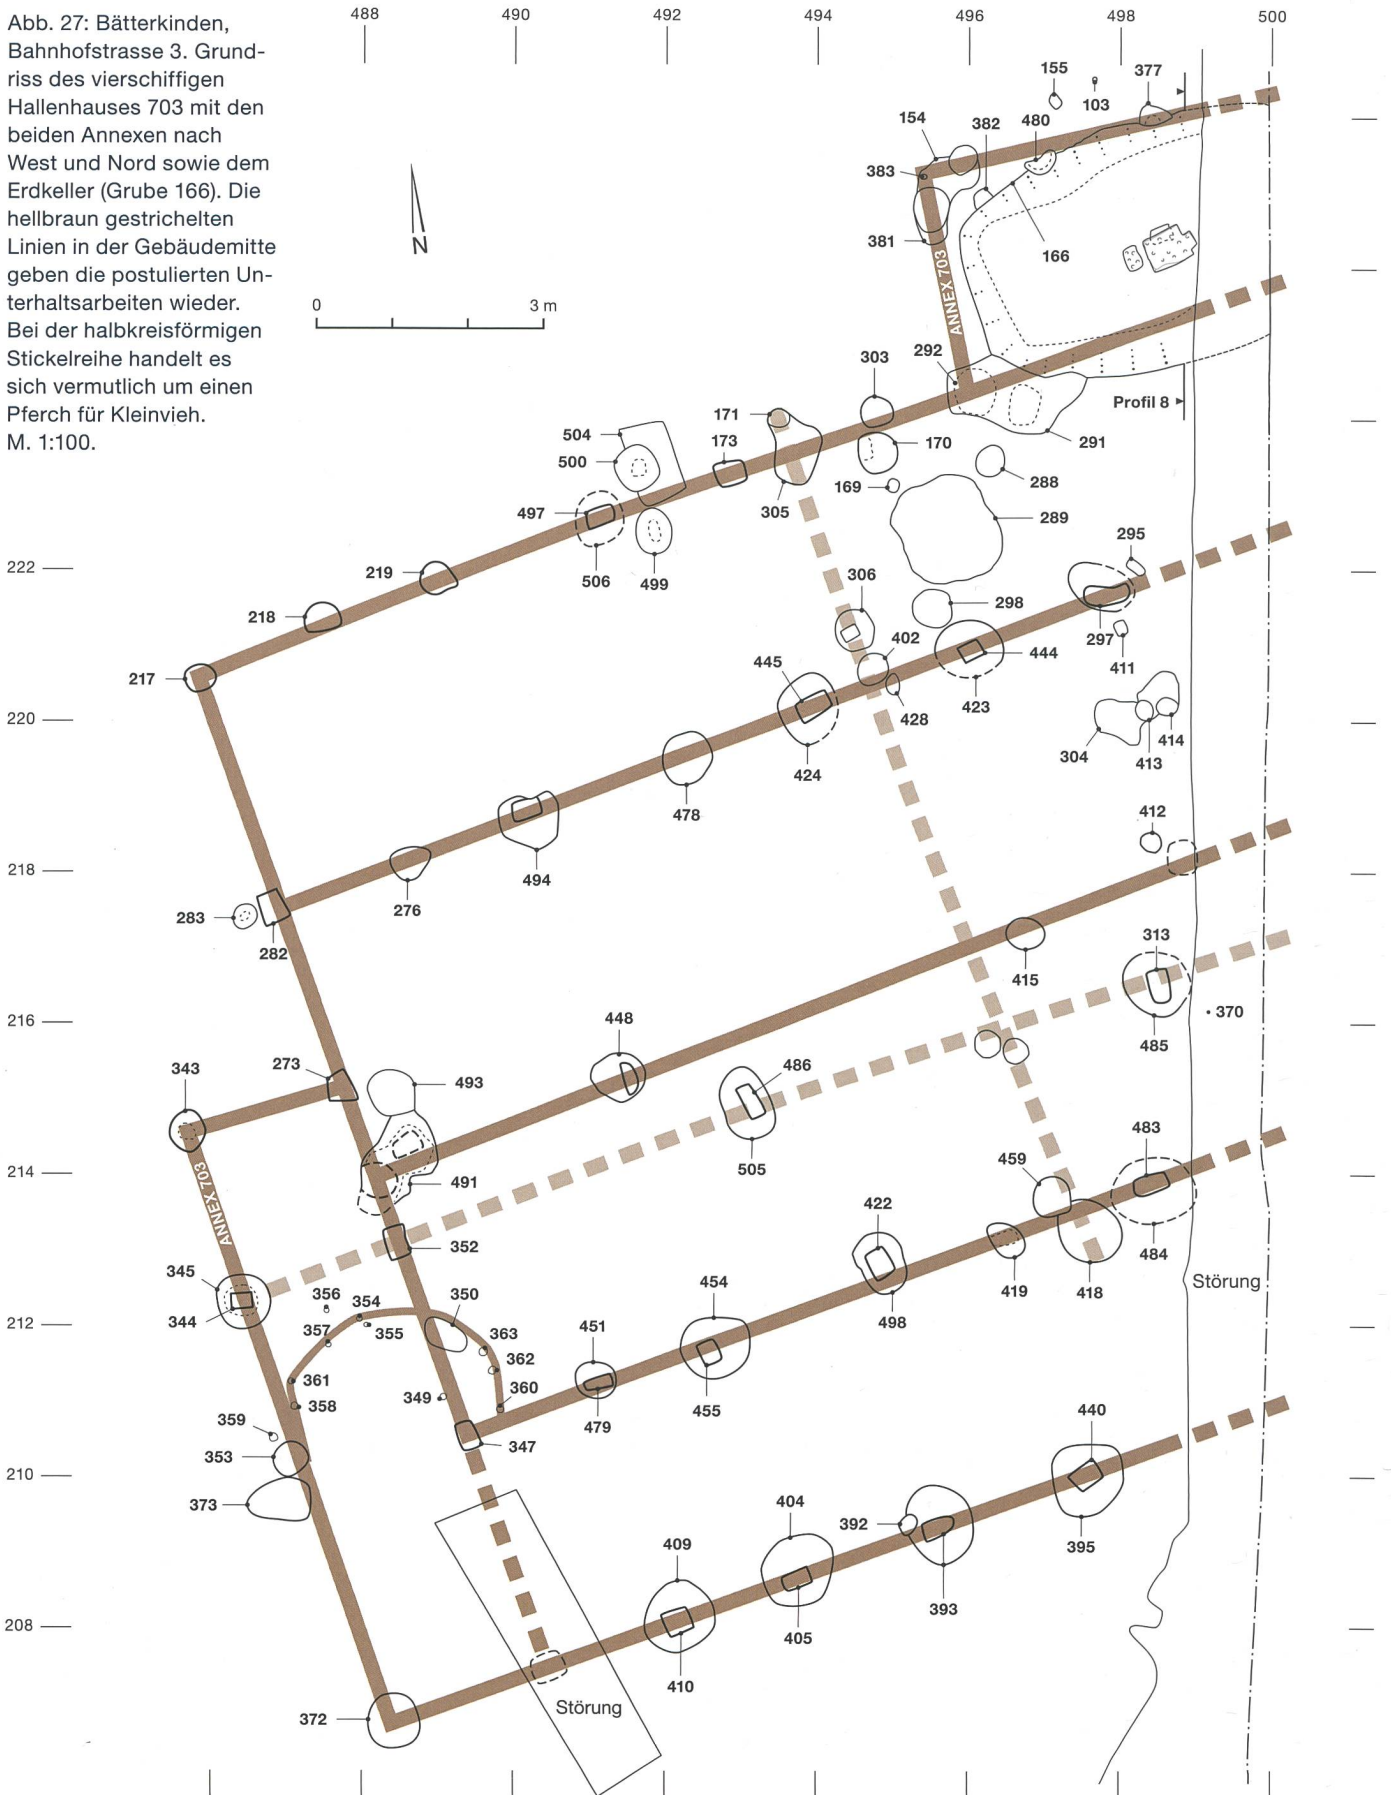 Abb. 27: Bätterkinden,
Bahnhofstrasse 3. Grund-
riss des vierschiffigen
Hallenhauses 703 mit den
beiden Annexen nach
West und Nord sowie dem
Erdkeller (Grube 166). Die
hellbraun gestrichelten
Linien in der Gebäudemitte
geben die postulierten Un-
terhaltsarbeiten wieder.
Bei der halbkreisförmigen
Stickelreihe handelt es
sich vermutlich um einen
Pferch für Kleinvieh.
M. 1:100.
488 490 492 494 496 498 500
155 377
103
154 382 480
383
N
381
166
ANNEX 703
0 3 m
292
303
Profil 8
171
504 173 170 291
500
288
169
497 305 289
222
219 506 499 306 295
218 298
402 297
445 444 411
217
220
428 423
424 304 413 414
478
412
218
494
276
283
282
313
415
216
448 370
343 273 485
493 486
214
505 483
459
491
ANNEX 703
422
352
484
345 Störung
356 354 350 454 419 418
344
212
357 355 363 451 498
362
361 360
349 455
358 479
359 440
347
353
210
373 404
392
409 395
393
208
405
410
Störung
372